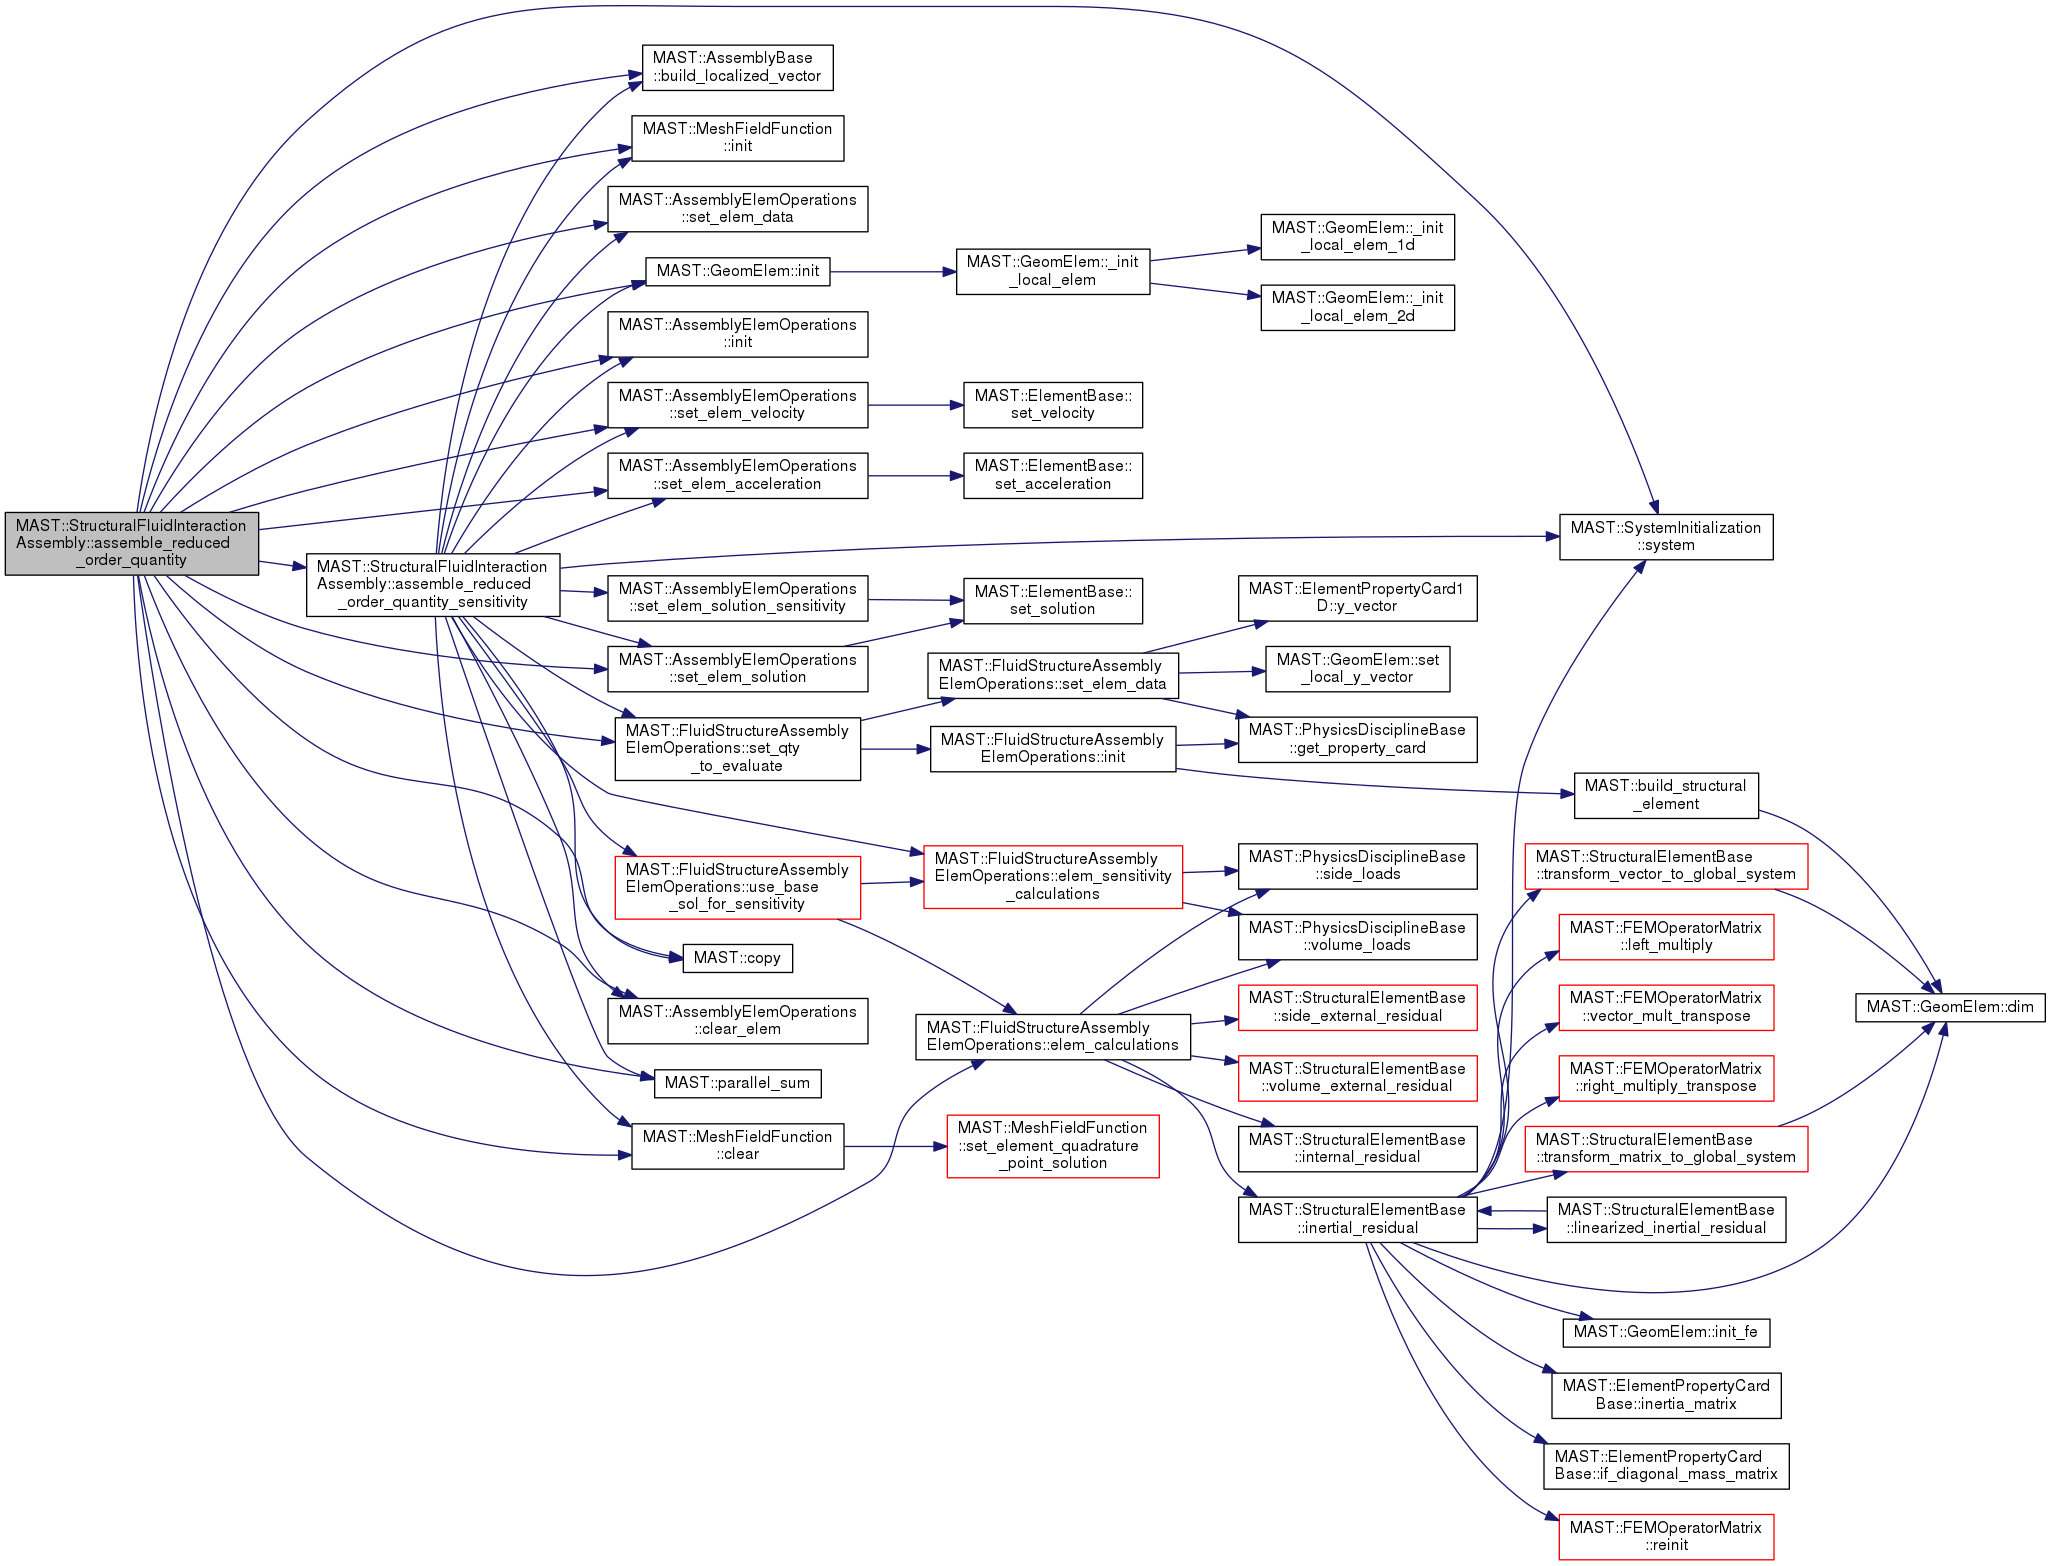 MAST::StructuralFluidInteraction
Assembly::assemble_reduced
_order_quantity
MAST::StructuralFluidInteraction
Assembly::assemble_reduced
_order_quantity_sensitivity
MAST::AssemblyBase
::build_localized_vector
MAST::MeshFieldFunction
::init
MAST::AssemblyElemOperations
::set_elem_data
MAST::GeomElem::init
MAST::AssemblyElemOperations
::init
MAST::AssemblyElemOperations
::set_elem_velocity
MAST::AssemblyElemOperations
::set_elem_acceleration
MAST::AssemblyElemOperations
::set_elem_solution_sensitivity
MAST::AssemblyElemOperations
::set_elem_solution
MAST::FluidStructureAssembly
ElemOperations::set_qty
_to_evaluate
MAST::FluidStructureAssembly
ElemOperations::use_base
_sol_for_sensitivity
MAST::copy
MAST::AssemblyElemOperations
::clear_elem
MAST::parallel_sum
MAST::MeshFieldFunction
::clear
MAST::GeomElem::_init
_local_elem
MAST::ElementBase::
set_velocity
MAST::ElementBase::
set_acceleration
MAST::ElementBase::
set_solution
MAST::FluidStructureAssembly
ElemOperations::set_elem_data
MAST::FluidStructureAssembly
ElemOperations::init
MAST::FluidStructureAssembly
ElemOperations::elem_sensitivity
_calculations
MAST::FluidStructureAssembly
ElemOperations::elem_calculations
MAST::MeshFieldFunction
::set_element_quadrature
_point_solution
MAST::GeomElem::_init
_local_elem_1d
MAST::GeomElem::_init
_local_elem_2d
MAST::ElementPropertyCard1
D::y_vector
MAST::GeomElem::set
_local_y_vector
MAST::PhysicsDisciplineBase
::get_property_card
MAST::PhysicsDisciplineBase
::side_loads
MAST::PhysicsDisciplineBase
::volume_loads
MAST::StructuralElementBase
::side_external_residual
MAST::StructuralElementBase
::volume_external_residual
MAST::StructuralElementBase
::internal_residual
MAST::StructuralElementBase
::inertial_residual
MAST::SystemInitialization
::system
MAST::build_structural
_element
MAST::StructuralElementBase
::transform_vector_to_global_system
MAST::FEMOperatorMatrix
::left_multiply
MAST::FEMOperatorMatrix
::vector_mult_transpose
MAST::FEMOperatorMatrix
::right_multiply_transpose
MAST::StructuralElementBase
::transform_matrix_to_global_system
MAST::StructuralElementBase
::linearized_inertial_residual
MAST::GeomElem::init_fe
MAST::ElementPropertyCard
Base::inertia_matrix
MAST::ElementPropertyCard
Base::if_diagonal_mass_matrix
MAST::FEMOperatorMatrix
::reinit
MAST::GeomElem::dim